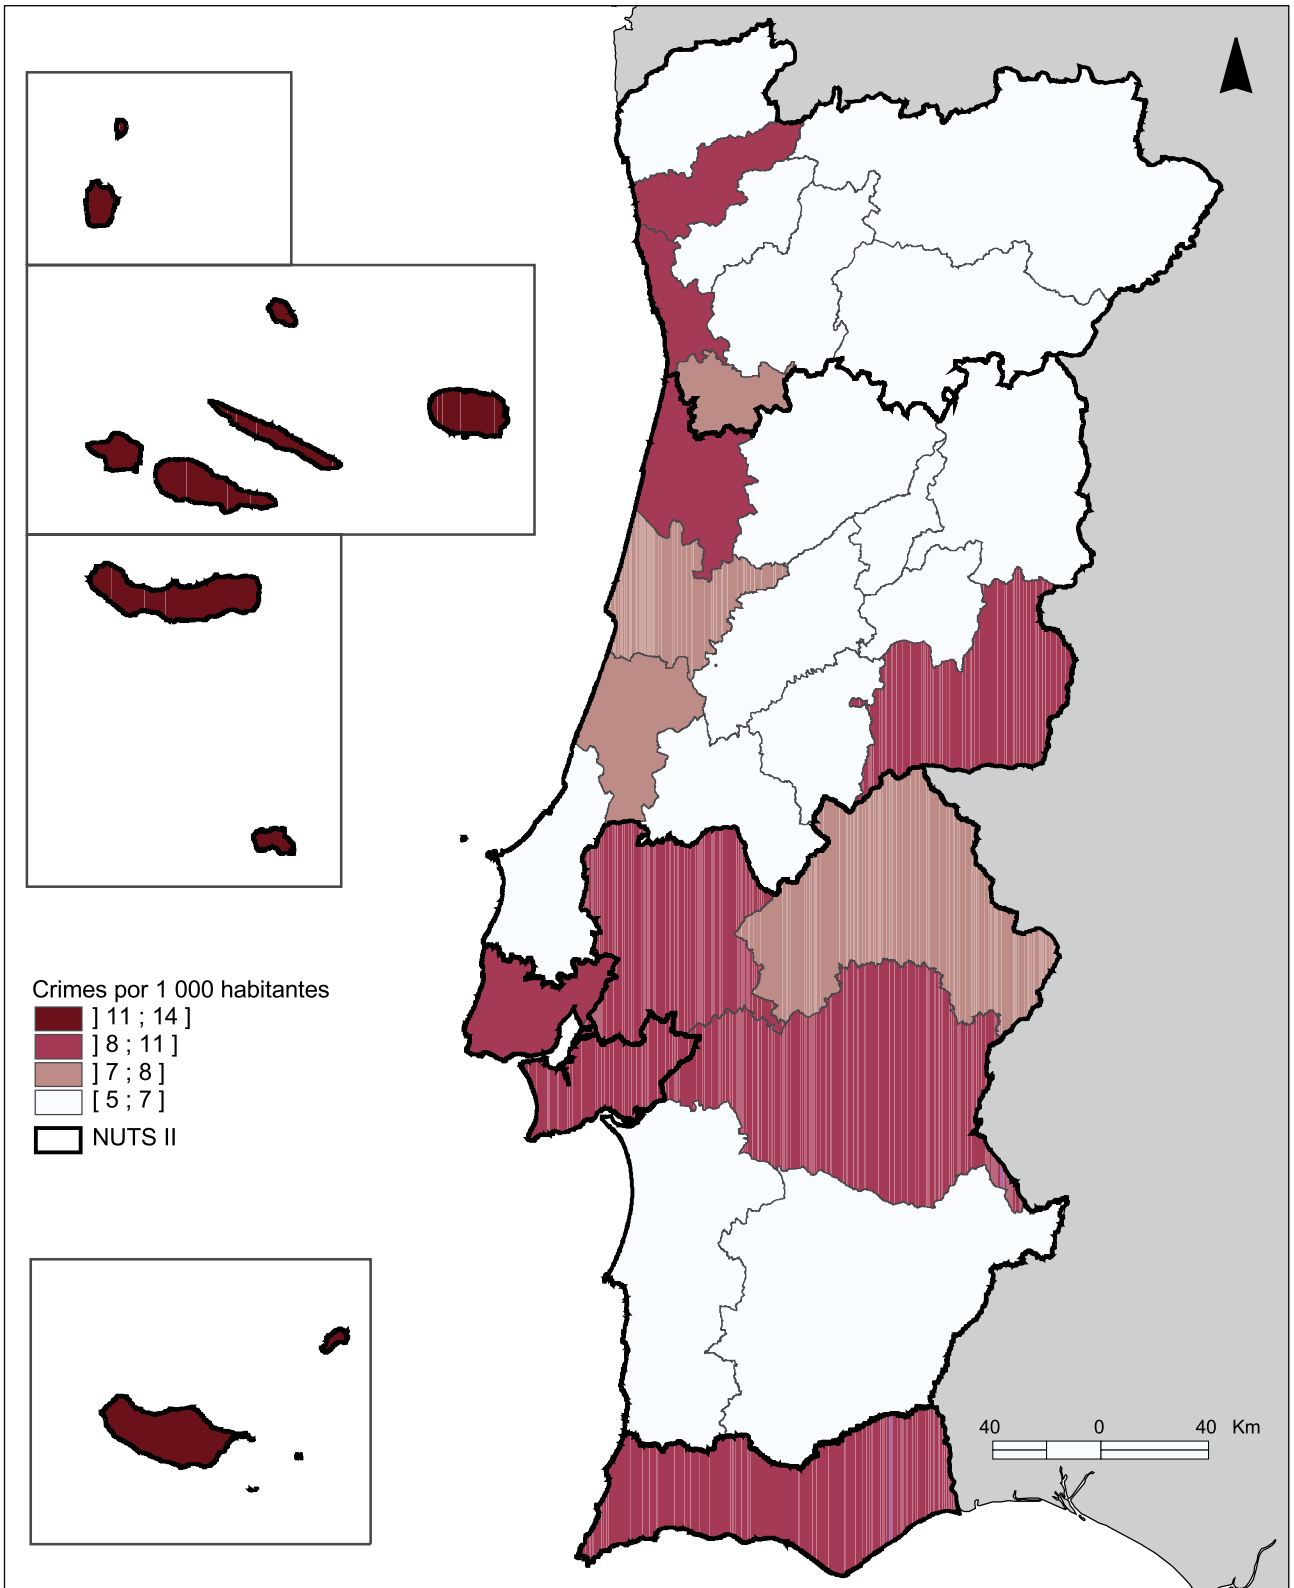 Crimes por 1 000 habitantes
] 11 ; 14 ]
] 8 ; 11 ]
] 7 ; 8 ]
[ 5 ; 7 ]
NUTS II
40 0 40 Km